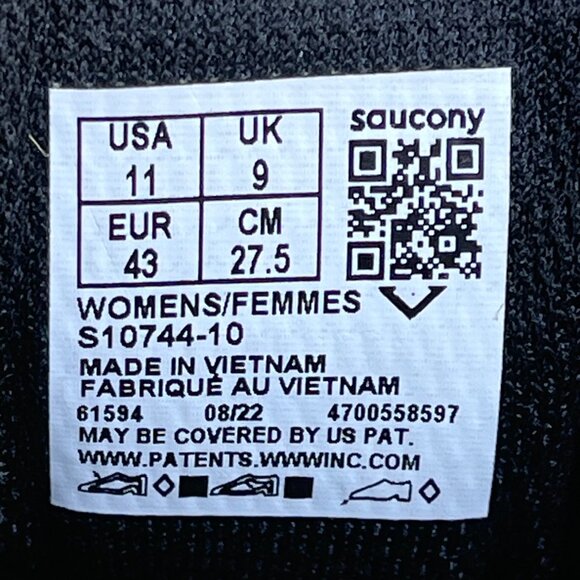 saucony
USA UK
11 9
EUR CM
43 27.5
WOMENS/FEMMES
S10744-10
MADE IN VIETNAM
FABRIQUÉ AU VIETNAM
61594 08/22 4700558597
MAY BE COVERED BY US PAT.
WWW.PATENTS.WWWINC.COM